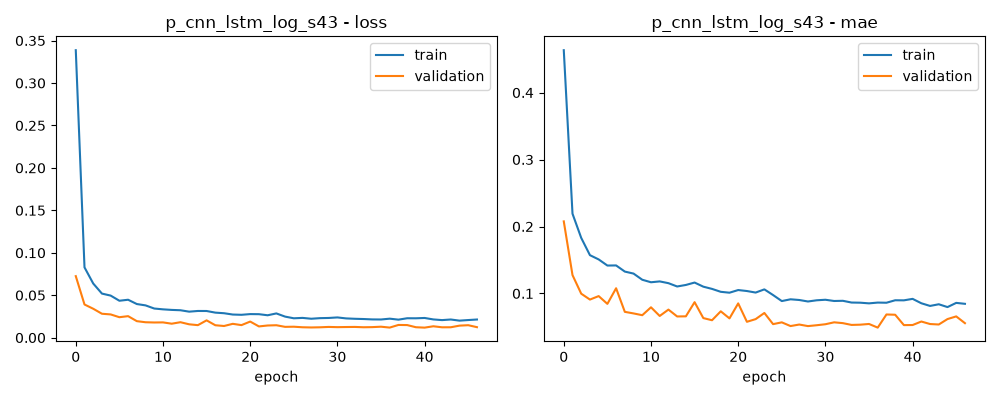 p_cnn_lstm_log_s43 - loss
0.35
0.30
0.25
0.20
0.15
0.10
0.05
0.00
0
10
20
30
40
epoch
train
validation
p_cnn_lstm_log_s43 - mae
0.4
0.3
0.2
0.1
0
10
20
30
40
epoch
train
validation